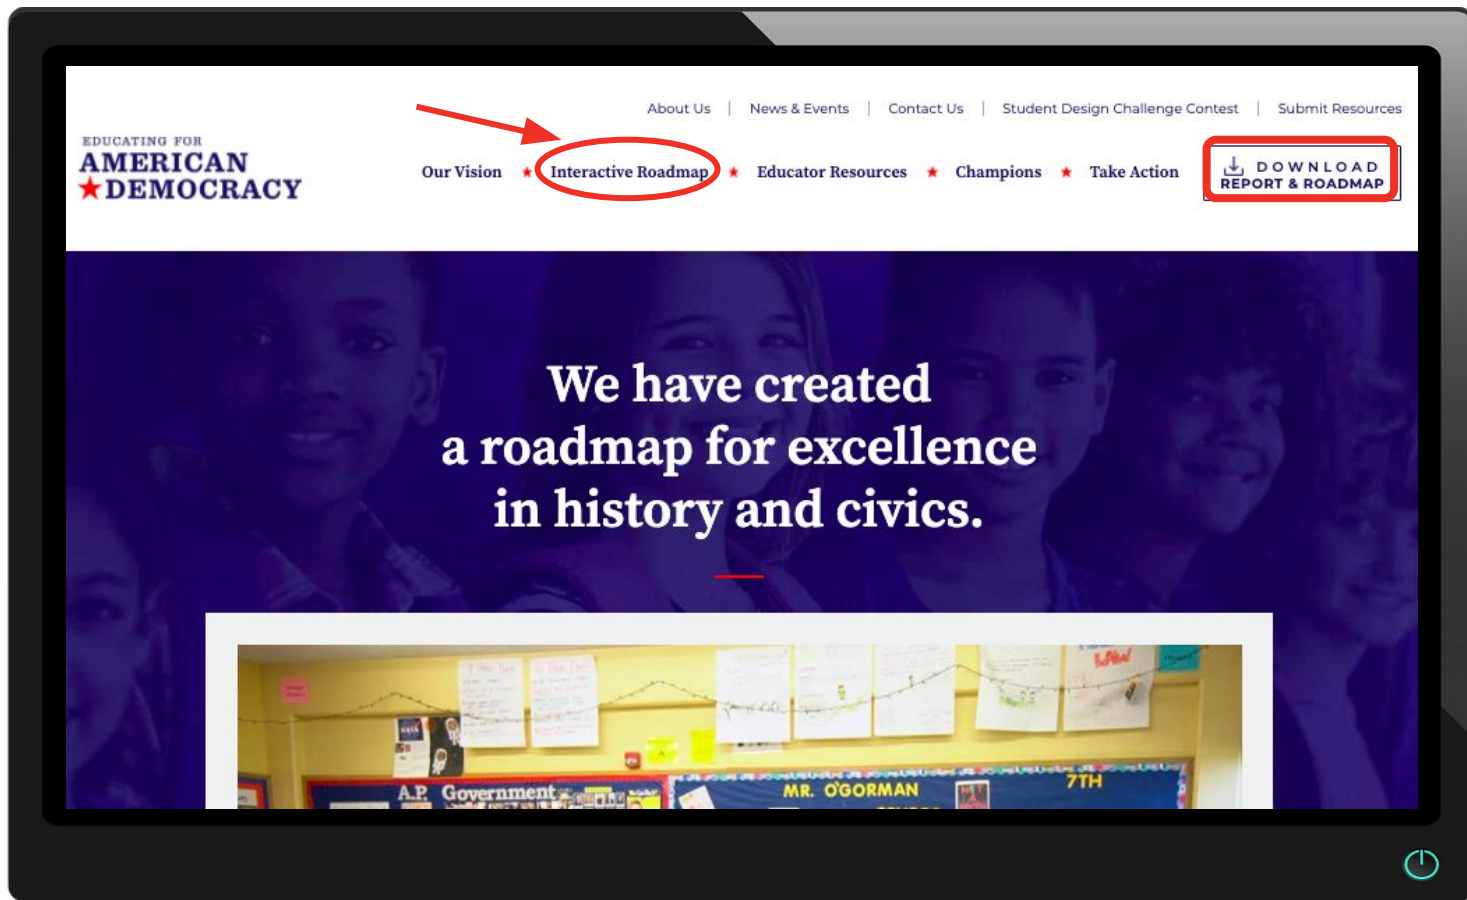 About Us | News & Events | Contact Us | Student Design Challenge Contest | Submit Resources
EDUCATING FOR
AMERICAN
DEMOCRACY
Our Vision ★ Interactive Roadmap ★ Educator Resources ★ Champions ★ Take Action
DOWNLOAD
REPORT & ROADMAP
We have created
a roadmap for excellence
in history and civics.
NASA
A.P. Government
MR. O'GORMAN
7TH